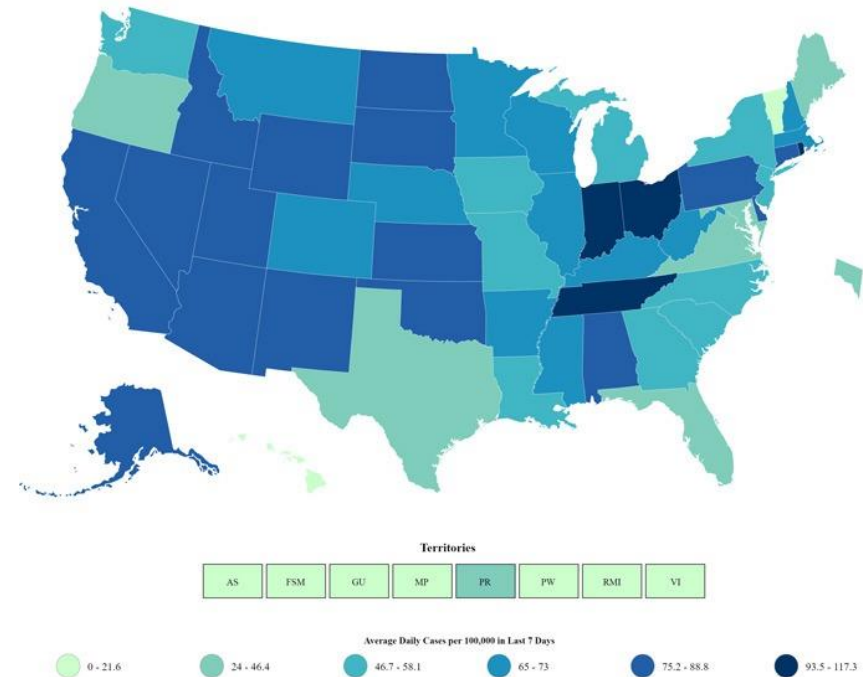 Territories
AS FSM GU MP PR PW RMI VI
Average Daily Cases per 100,000 in Last 7 Days
0 - 21.6 24 - 46.4 46.7 - 58.1 65 - 73 75.2 - 88.8 93.5 - 117.3